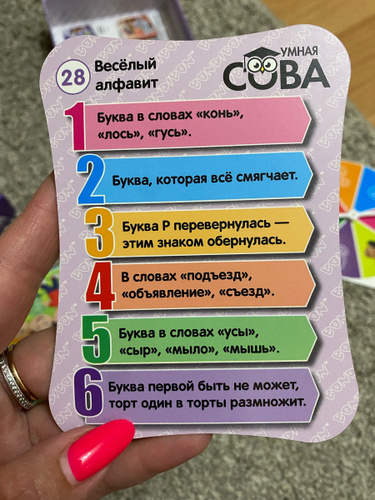 28
Весёлый
алфавит
УМНАЯ
СОВА
1
Буква в словах «конь»,
«лось», «гусь».
2
Буква, которая всё смягчает.
3
Буква Р перевернулась —
этим знаком обернулась.
4
В словах «подъезд»,
«объявление», «съезд».
5
Буква в словах «усы»,
«сыр», «мыло», «мышь».
6
Буква первой быть не может,
торт один в торты размножит.